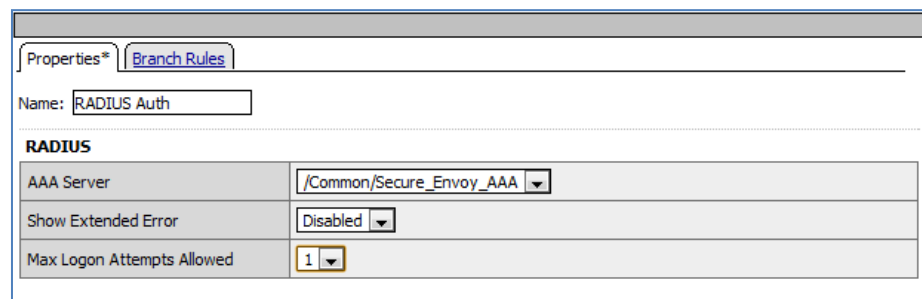 Properties* Branch Rules
Name: RADIUS Auth
RADIUS
AAA Server /Common/Secure_Envoy_AAA
Show Extended Error Disabled
Max Logon Attempts Allowed 1